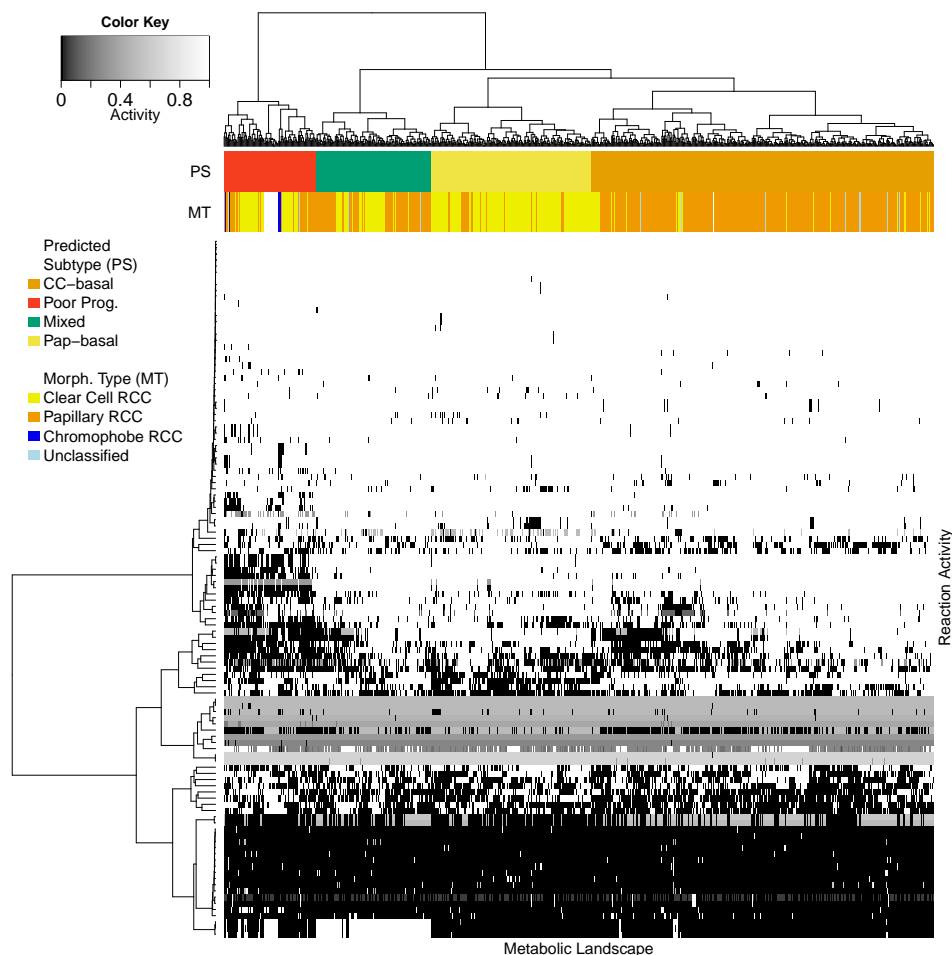 Color Key
0 0.4 0.8
Activity
PS
MT
Predicted
Subtype (PS)
CC−basal
Poor Prog.
Mixed
Pap−basal
Morph. Type (MT)
Clear Cell RCC
Papillary RCC
Chromophobe RCC
Unclassified
Reaction Activity
Metabolic Landscape